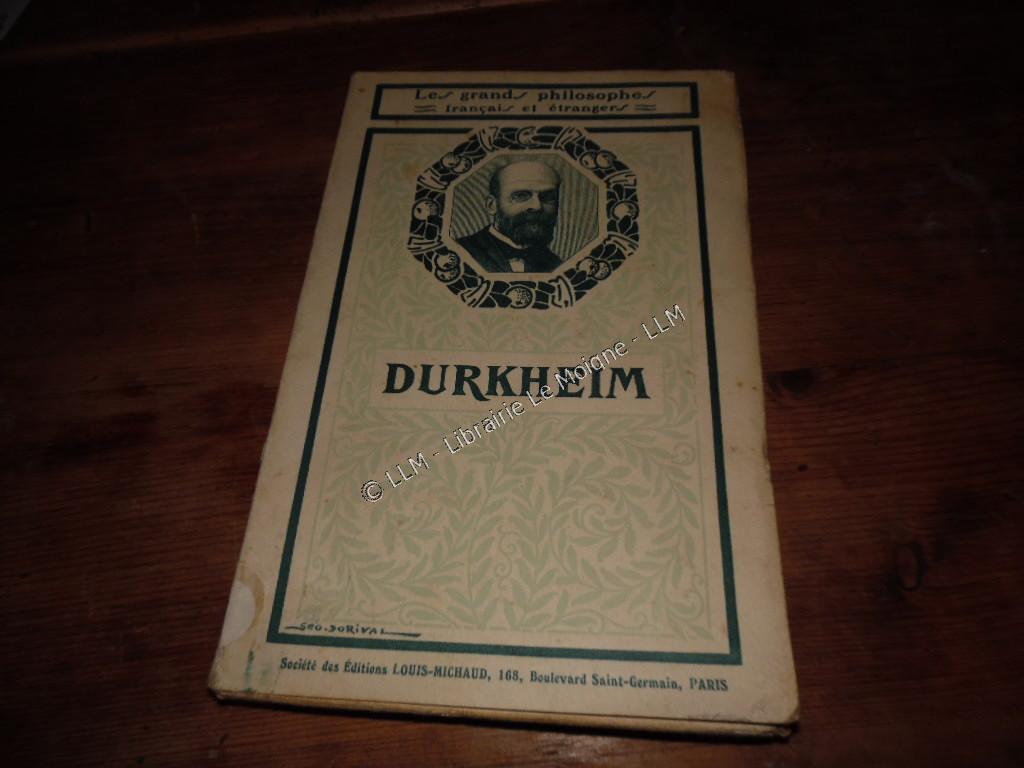 Les grands philosophes
français et étrangers
DURKHEIM
© LLM - Librairie Le Moigne - LLM
GEO.DORIVAL
Société des Éditions LOUIS-MICHAUD, 168, Boulevard Saint-Germain, PARIS